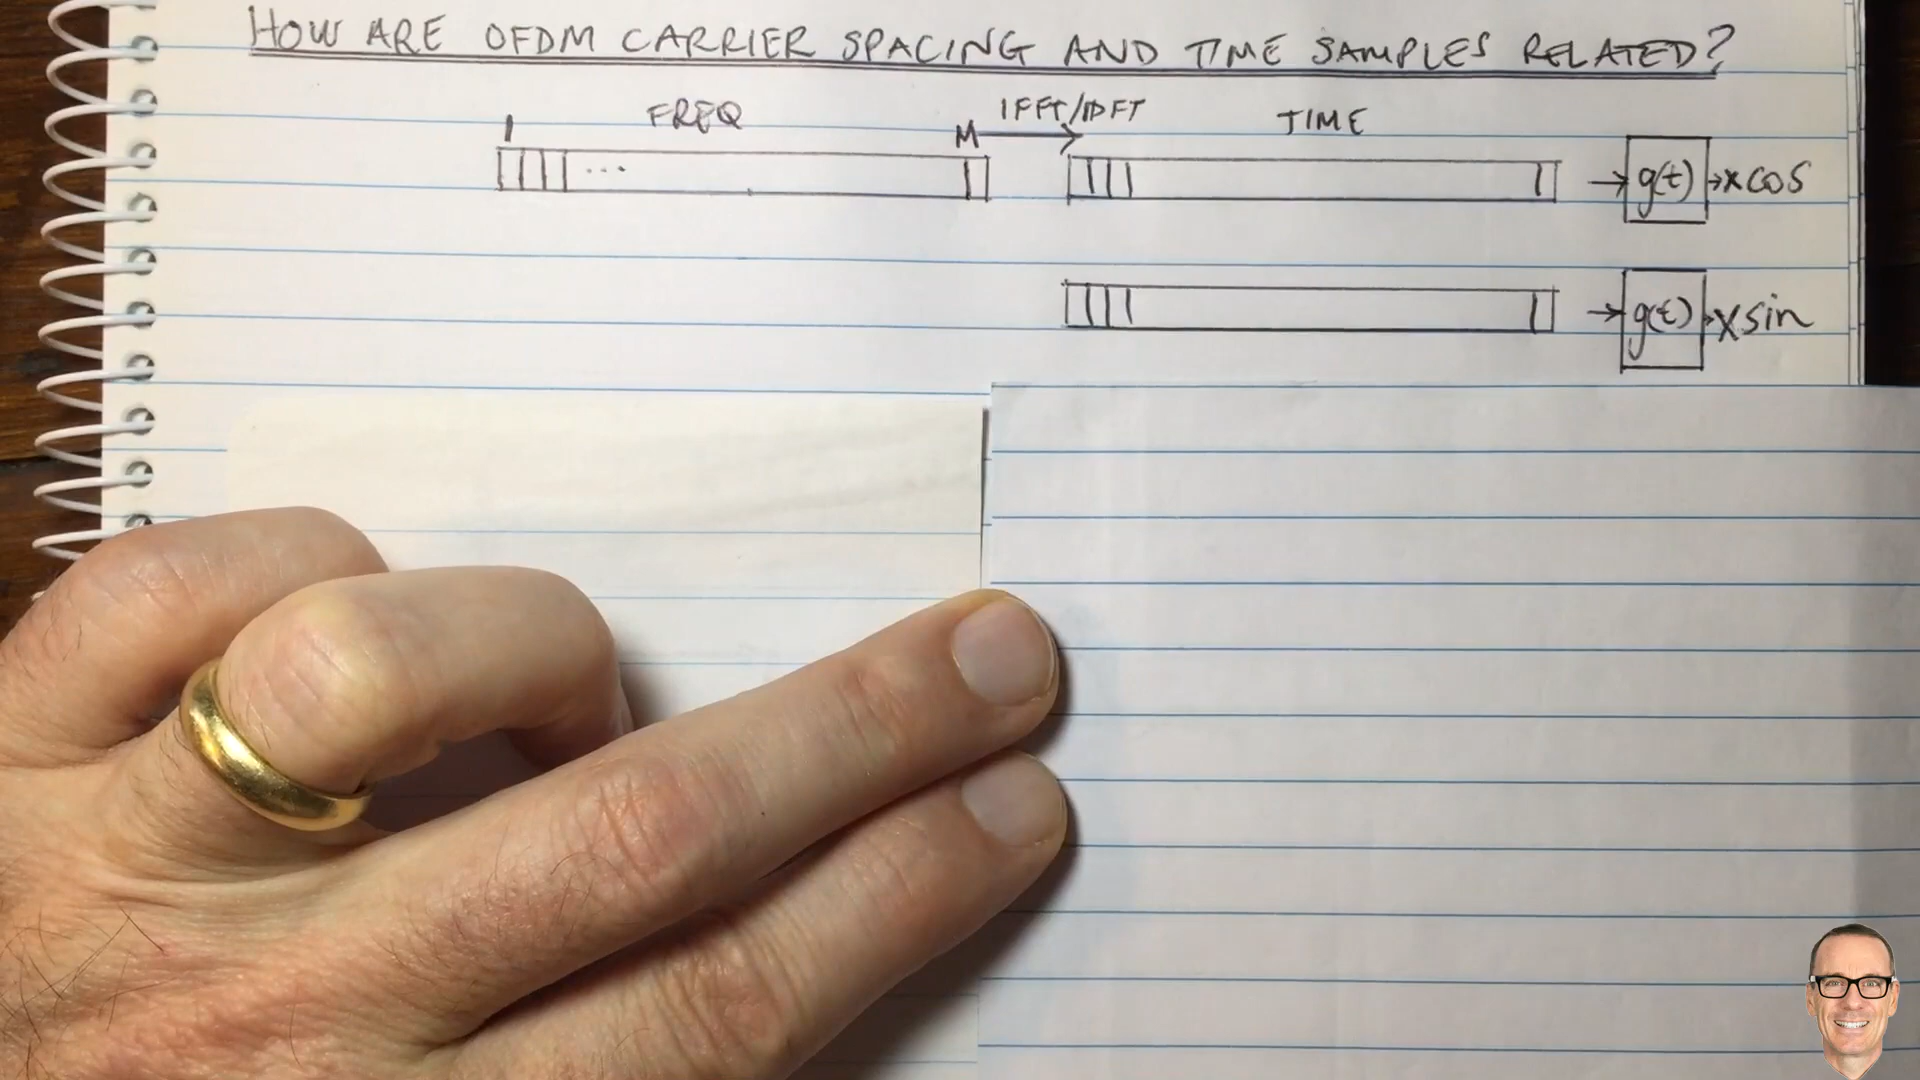 HOW ARE OFDM CARRIER SPACING AND TIME SAMPLES RELATED?
1 FREQ M IFFT/IDFT TIME
... g(t) x cos
g(t) x sin